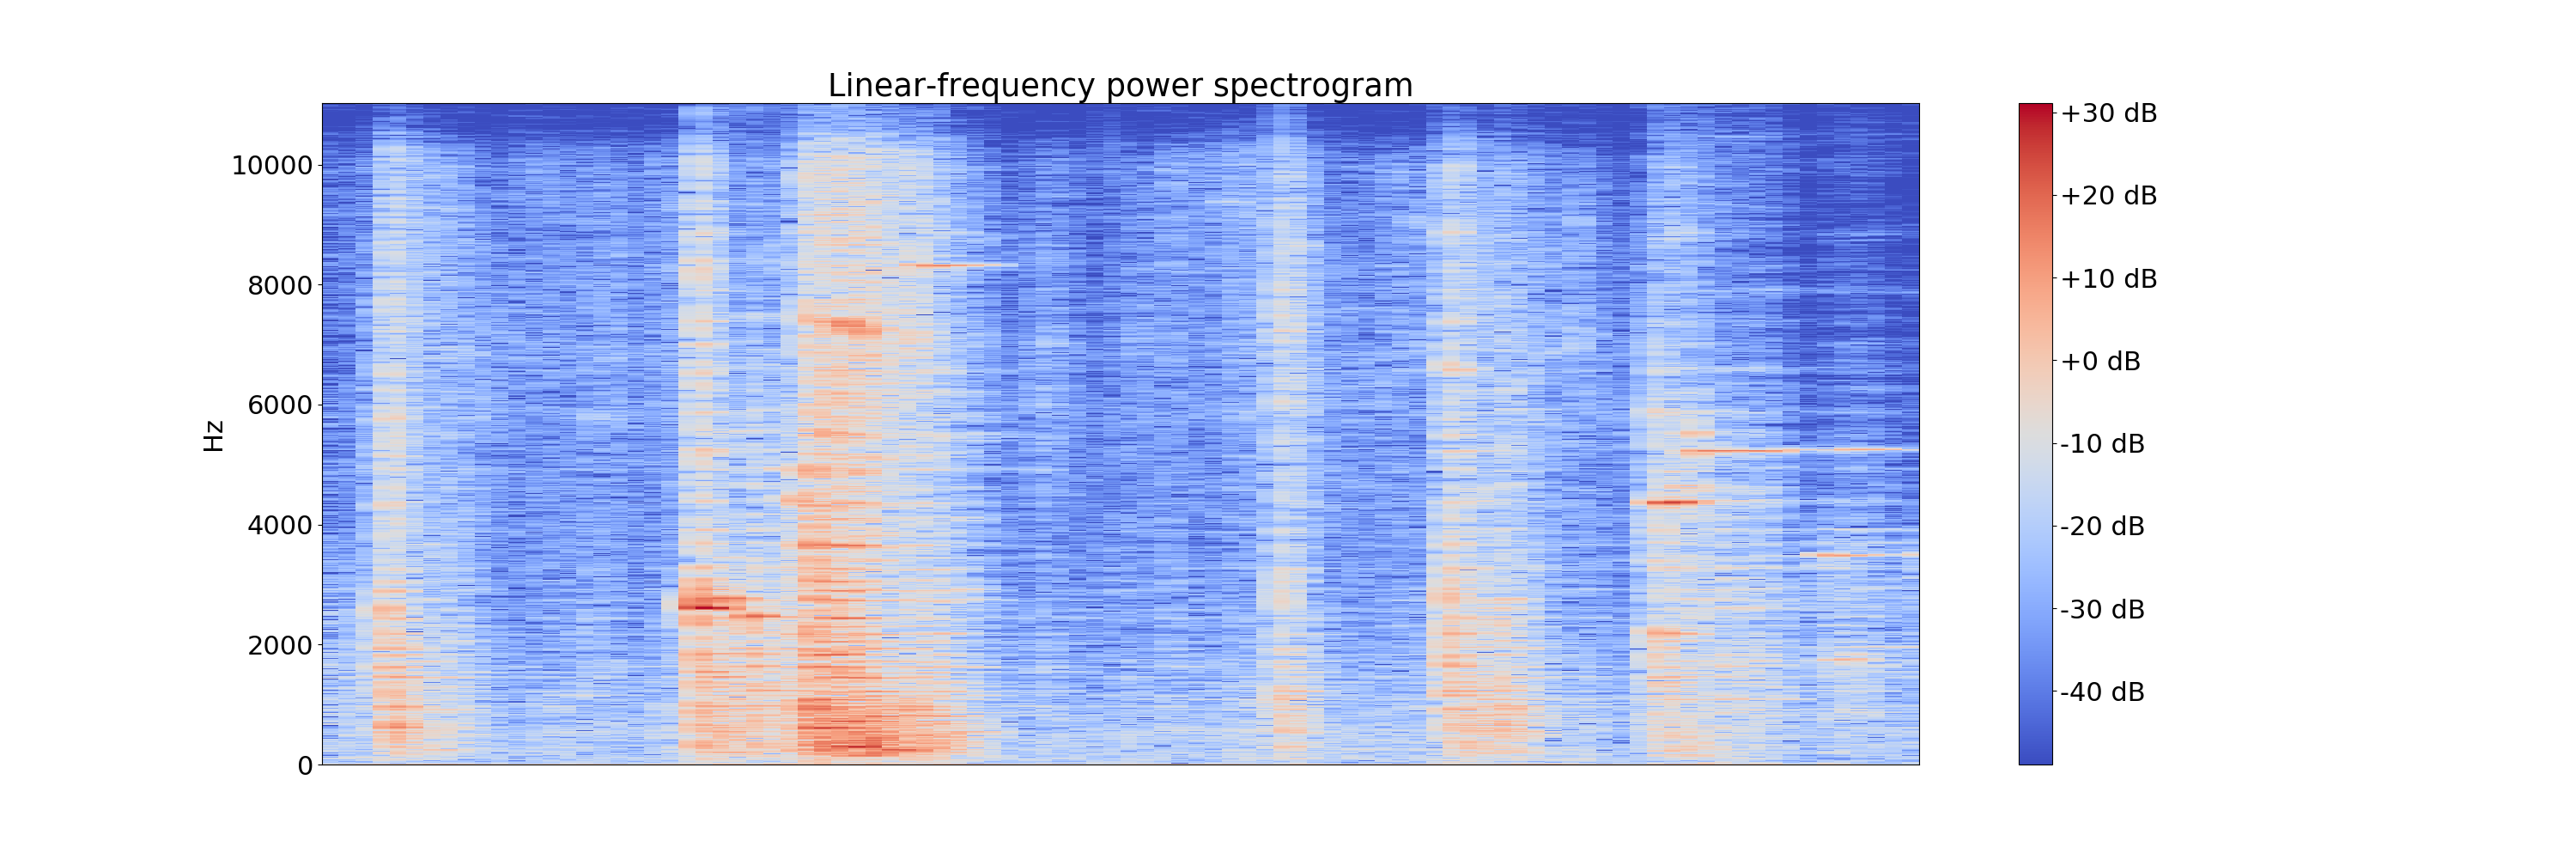 Linear-frequency power spectrogram
Hz
10000
8000
6000
4000
2000
0
+30 dB
+20 dB
+10 dB
+0 dB
-10 dB
-20 dB
-30 dB
-40 dB